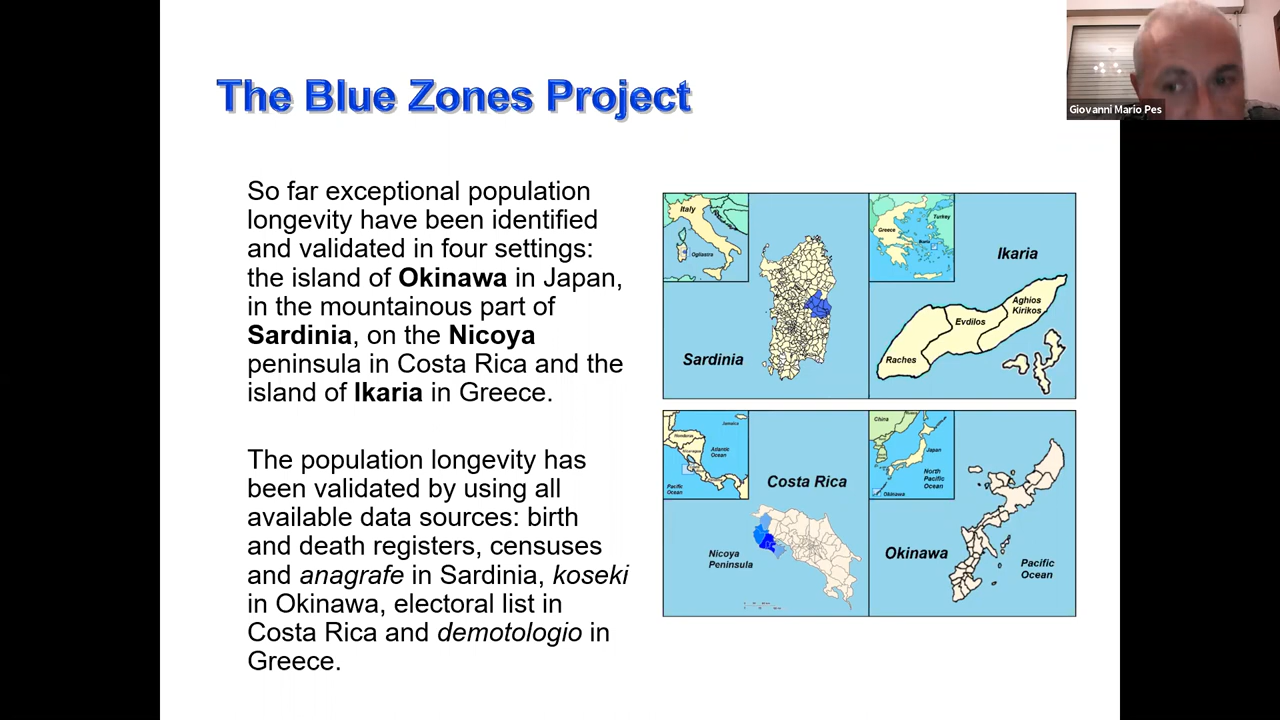 The Blue Zones Project
Giovanni Mario Pes
So far exceptional population
longevity have been identified
and validated in four settings:
the island of Okinawa in Japan,
in the mountainous part of
Sardinia, on the Nicoya
peninsula in Costa Rica and the
island of Ikaria in Greece.
The population longevity has
been validated by using all
available data sources: birth
and death registers, censuses
and anagrafe in Sardinia, koseki
in Okinawa, electoral list in
Costa Rica and demotologio in
Greece.
Italy
Ogliastra
Sardinia
Greece
Turkey
Ikaria
Aghios
Kirikos
Evdilos
Raches
Jamaica
Honduras
Nicaragua
Atlantic
Ocean
Pacific
Ocean
Costa Rica
Nicoya
Peninsula
China
Japan
North
Pacific
Ocean
Okinawa
Okinawa
Pacific
Ocean